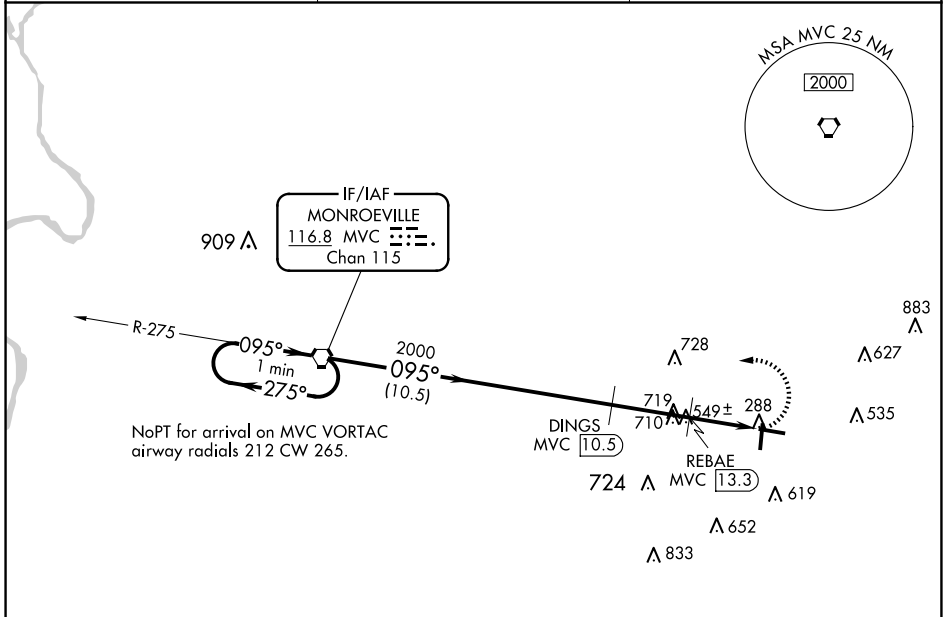 MSA MVC 25 NM
2000
IF/IAF
MONROEVILLE
116.8 MVC
Chan 115
909
R-275
095°
1 min
275°
2000
095°
(10.5)
NoPT for arrival on MVC VORTAC
airway radials 212 CW 265.
DINGS
MVC 10.5
728
719
710
549±
288
REBAE
MVC 13.3
883
627
535
724
619
652
833